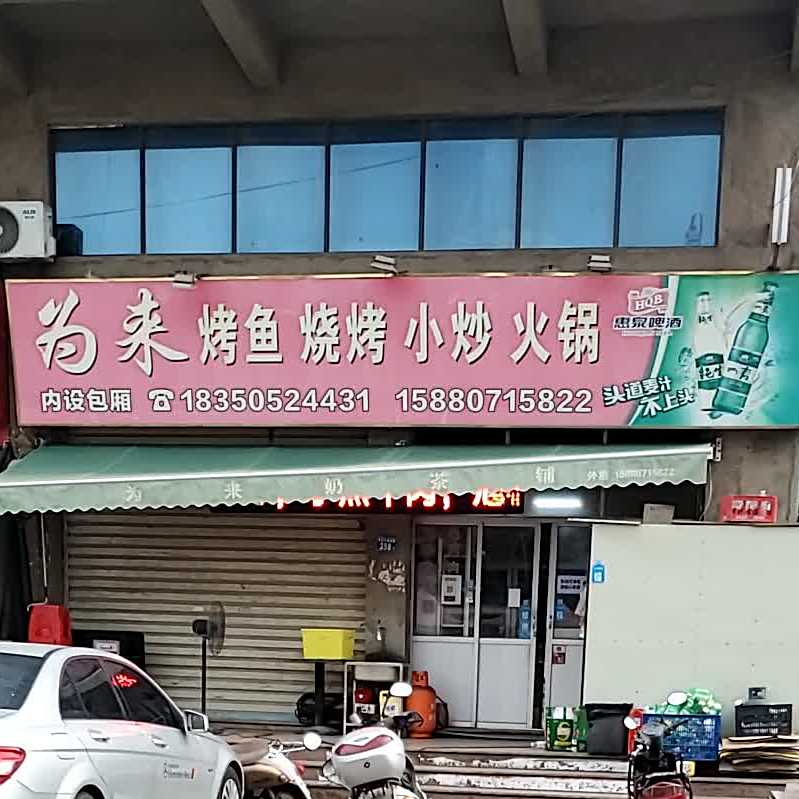 为来 烤鱼 烧烤 小炒 火锅
内设包厢 ☎18350524431 15880715822
HQB
惠泉啤酒
头道麦汁
不上头
为来奶茶铺 外卖 15880715822